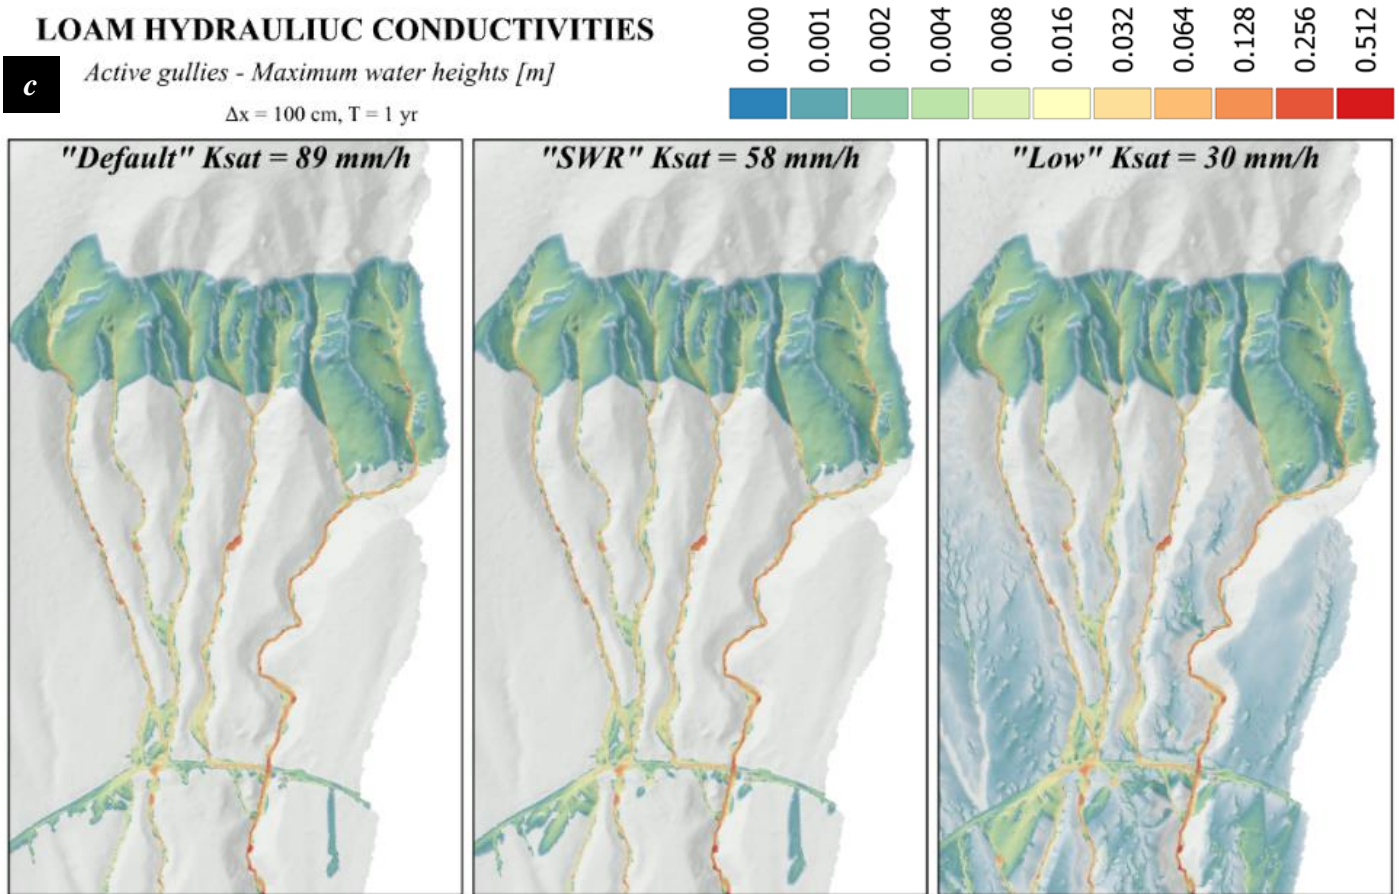 LOAM HYDRAULIUC CONDUCTIVITIES
c
Active gullies - Maximum water heights [m]
Δx = 100 cm, T = 1 yr
0.000
0.001
0.002
0.004
0.008
0.016
0.032
0.064
0.128
0.256
0.512
"Default" Ksat = 89 mm/h
"SWR" Ksat = 58 mm/h
"Low" Ksat = 30 mm/h